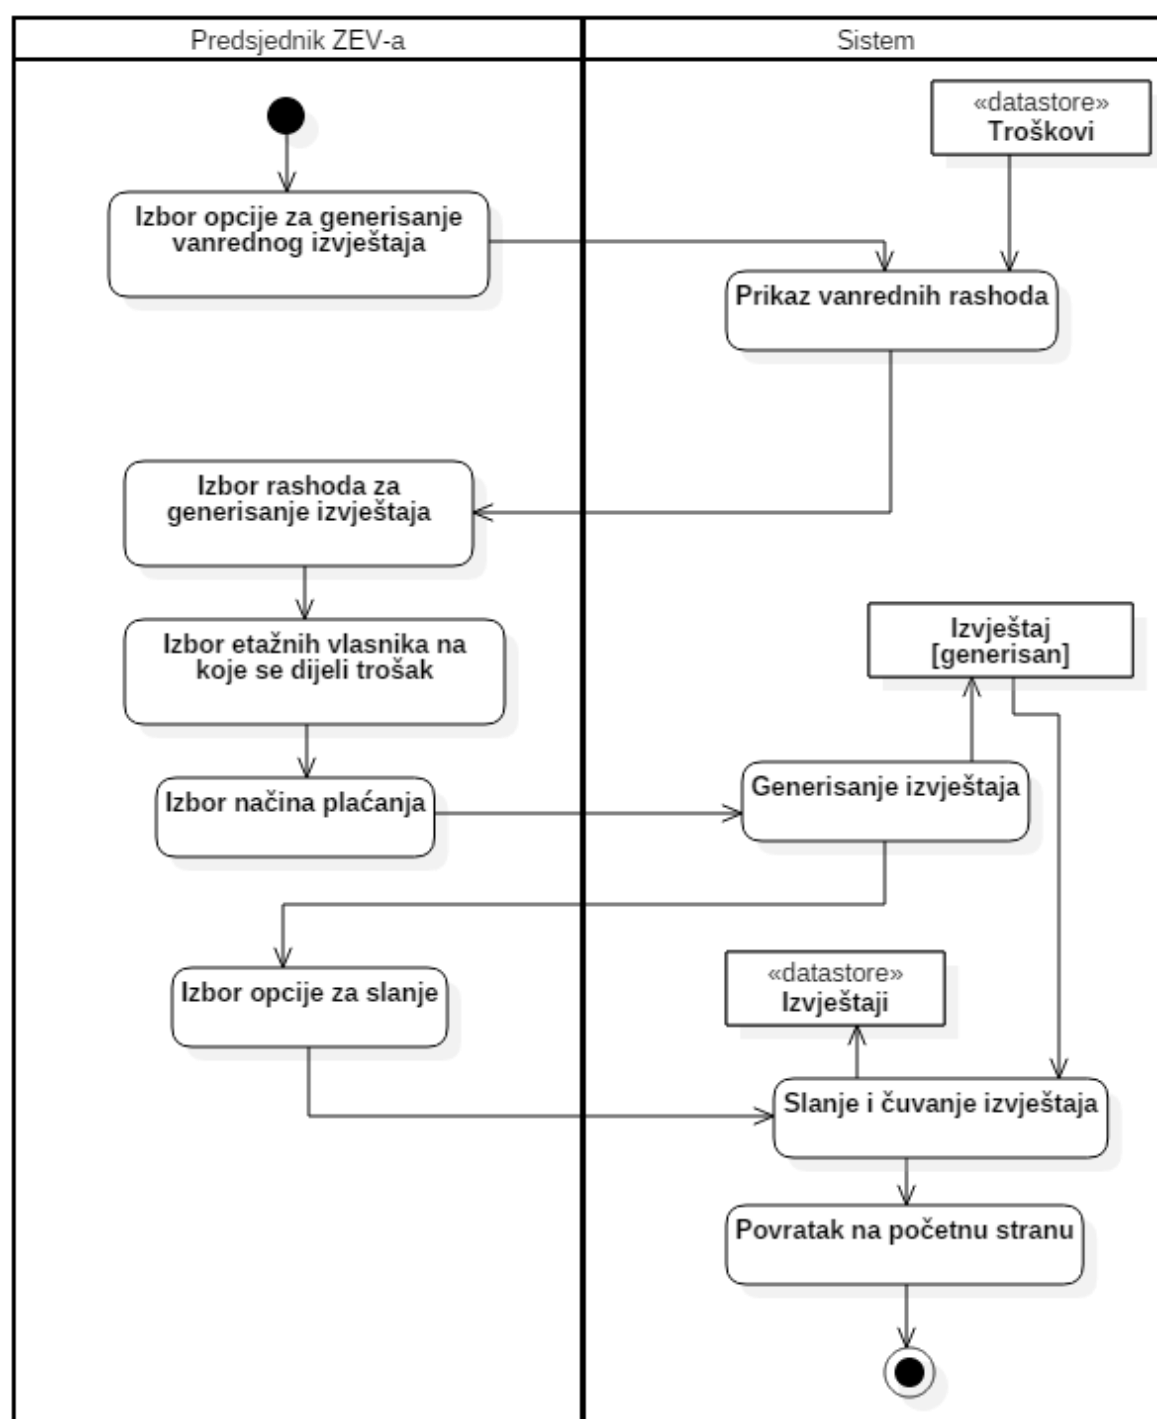 Predsjednik ZEV-a
Sistem
«datastore»
Troškovi
Izbor opcije za generisanje
vanrednog izvještaja
Prikaz vanrednih rashoda
Izbor rashoda za
generisanje izvještaja
Izbor etažnih vlasnika na
koje se dijeli trošak
Izvještaj
[generisan]
Izbor načina plaćanja
Generisanje izvještaja
Izbor opcije za slanje
«datastore»
Izvještaji
Slanje i čuvanje izvještaja
Povratak na početnu stranu